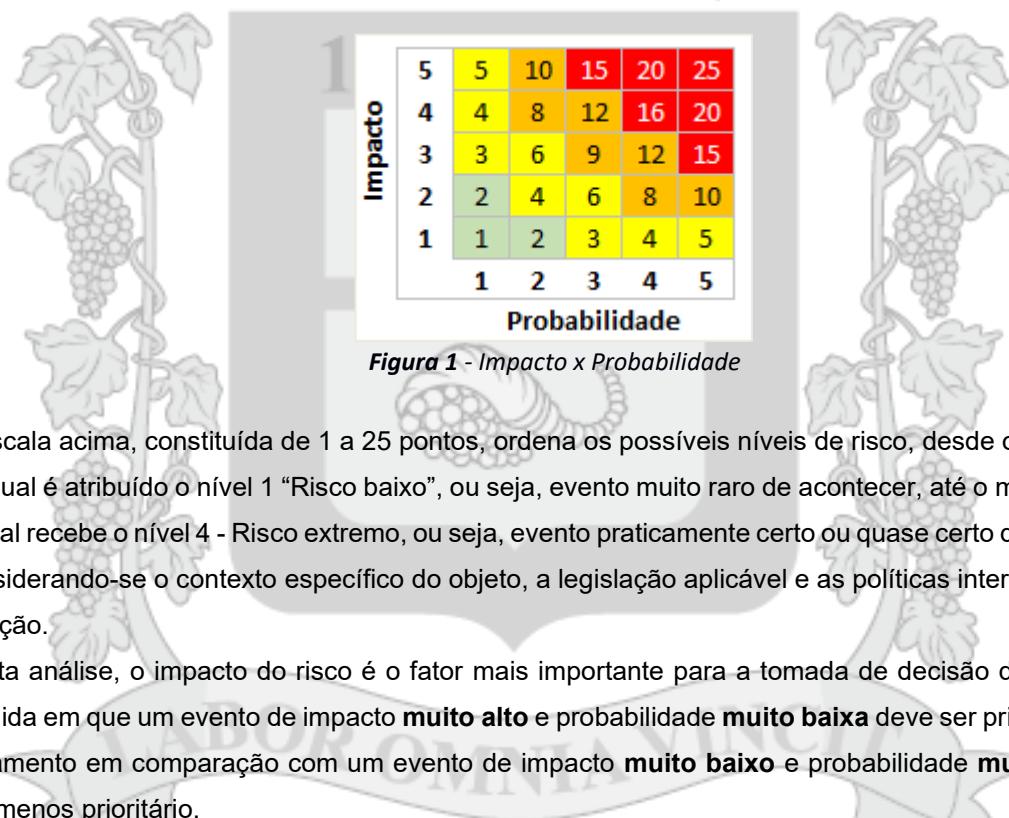 1
5 5 10 15 20 25
4 4 8 12 16 20
3 3 6 9 12 15
2 2 4 6 8 10
1 1 2 3 4 5
1 2 3 4 5
Impacto
Probabilidade
Figura 1 - Impacto x Probabilidade
scala acima, constituída de 1 a 25 pontos, ordena os possíveis níveis de risco, desde o
ual é atribuído o nível 1 “Risco baixo”, ou seja, evento muito raro de acontecer, até o m
al recebe o nível 4 - Risco extremo, ou seja, evento praticamente certo ou quase certo
siderando-se o contexto específico do objeto, a legislação aplicável e as políticas inter
ção.
ta análise, o impacto do risco é o fator mais importante para a tomada de decisão
ida em que um evento de impacto muito alto e probabilidade muito baixa deve ser pri
amento em comparação com um evento de impacto muito baixo e probabilidade mu
menos prioritário.
LABOR OMNIA VINCIT